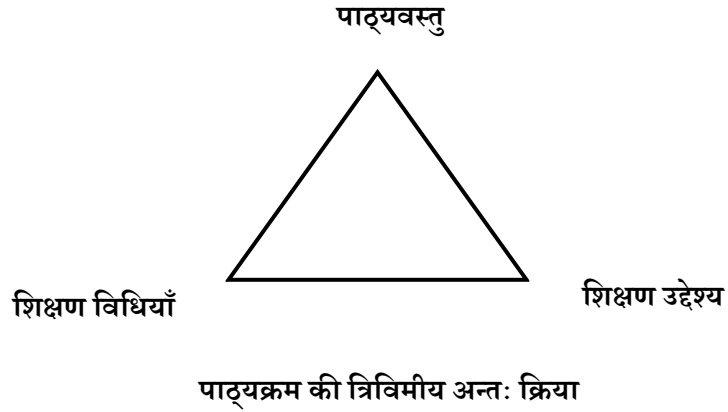 पाठ्यवस्तु
शिक्षण विधियाँ
शिक्षण उद्देश्य
पाठ्यक्रम की त्रिविमीय अन्तः क्रिया